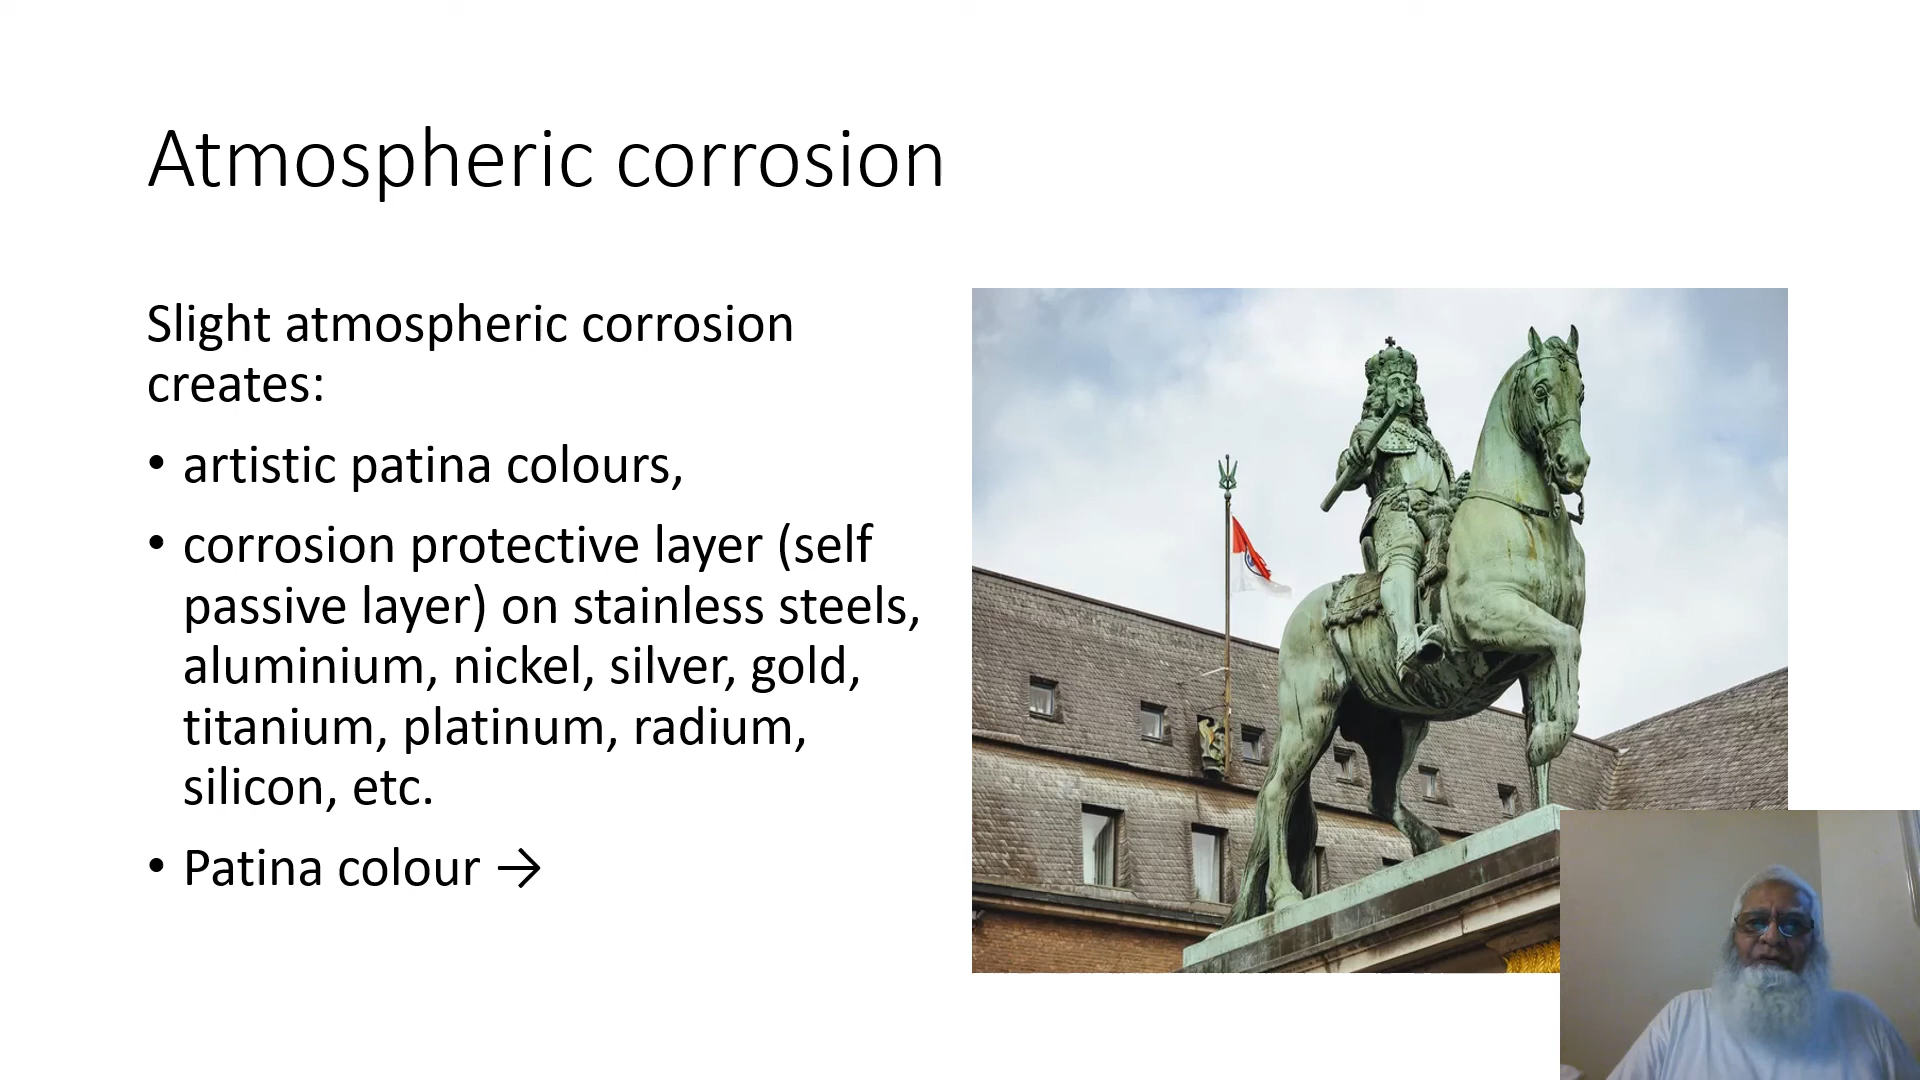 Atmospheric corrosion
Slight atmospheric corrosion
creates:
• artistic patina colours,
• corrosion protective layer (self
passive layer) on stainless steels,
aluminium, nickel, silver, gold,
titanium, platinum, radium,
silicon, etc.
• Patina colour →